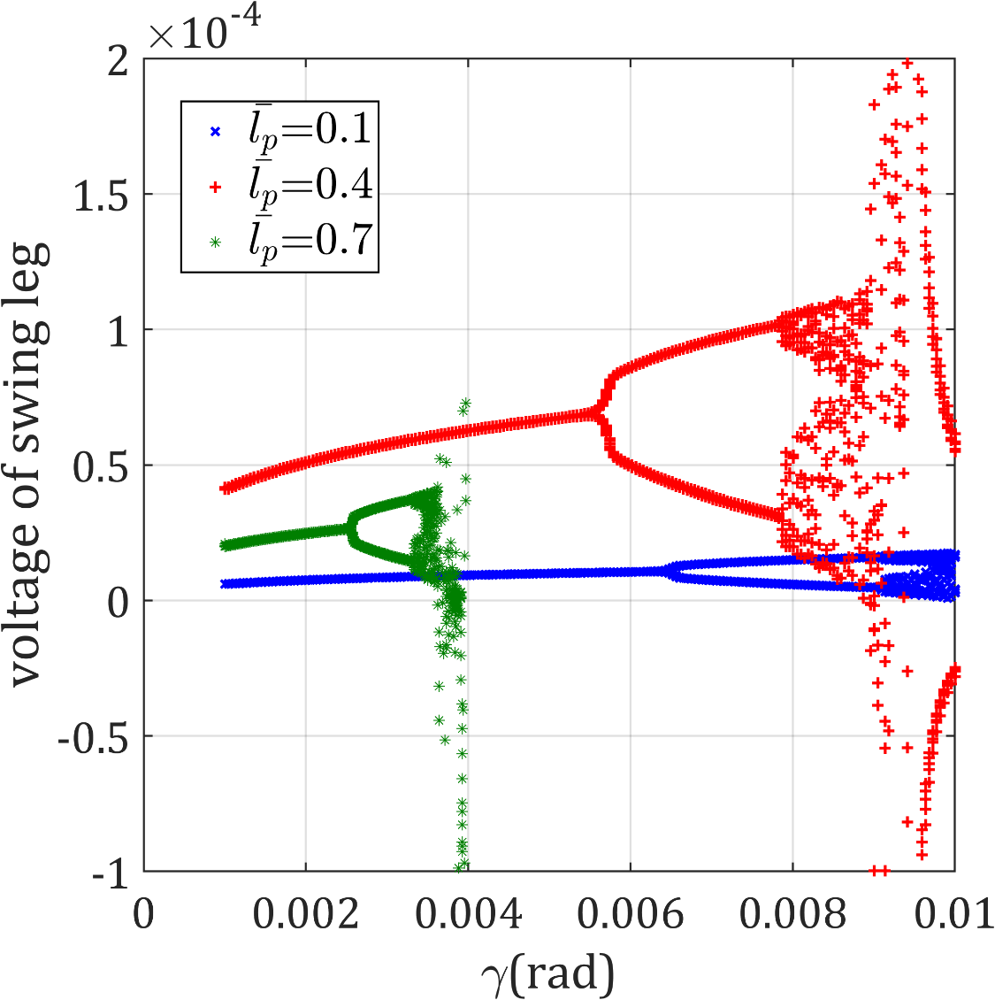 ×10⁻⁴
2
1.5
1
0.5
0
-0.5
-1
voltage of swing leg
l̄ₚ=0.1
l̄ₚ=0.4
l̄ₚ=0.7
0 0.002 0.004 0.006 0.008 0.01
γ(rad)